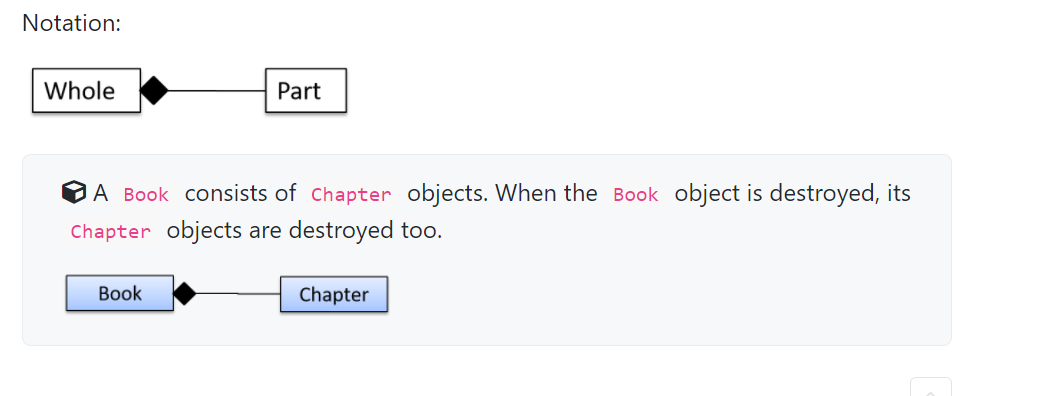 Notation:
Whole
Part
A Book consists of Chapter objects. When the Book object is destroyed, its
Chapter objects are destroyed too.
Book
Chapter